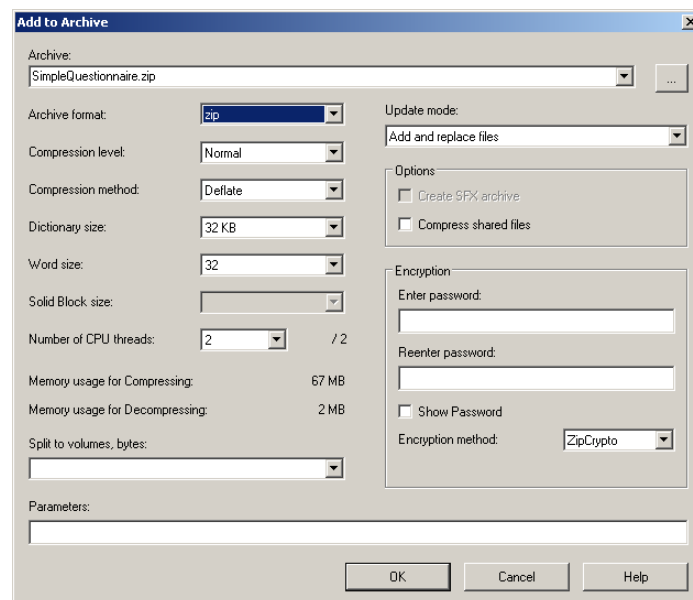 Add to Archive
Archive:
SimpleQuestionnaire.zip
...
Archive format:
zip
Compression level:
Normal
Compression method:
Deflate
Dictionary size:
32 KB
Word size:
32
Solid Block size:
Number of CPU threads:
2
/ 2
Memory usage for Compressing:
67 MB
Memory usage for Decompressing:
2 MB
Split to volumes, bytes:
Update mode:
Add and replace files
Options
Create SFX archive
Compress shared files
Encryption
Enter password:
Reenter password:
Show Password
Encryption method:
ZipCrypto
Parameters:
OK
Cancel
Help